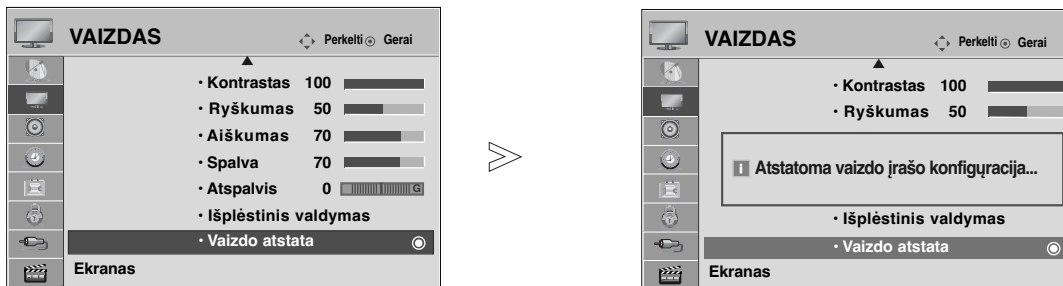 VAIZDAS
Perkelti Gerai
· Kontrastas 100
· Ryškumas 50
· Aiškumas 70
· Spalva 70
· Atspalvis 0 G
· Išplėstinis valdymas
· Vaizdo atstata
Ekranas
VAIZDAS
Perkelti Gerai
· Kontrastas 100
· Ryškumas 50
i Atstatoma vaizdo įrašo konfigųracija...
· Išplėstinis valdymas
· Vaizdo atstata
Ekranas